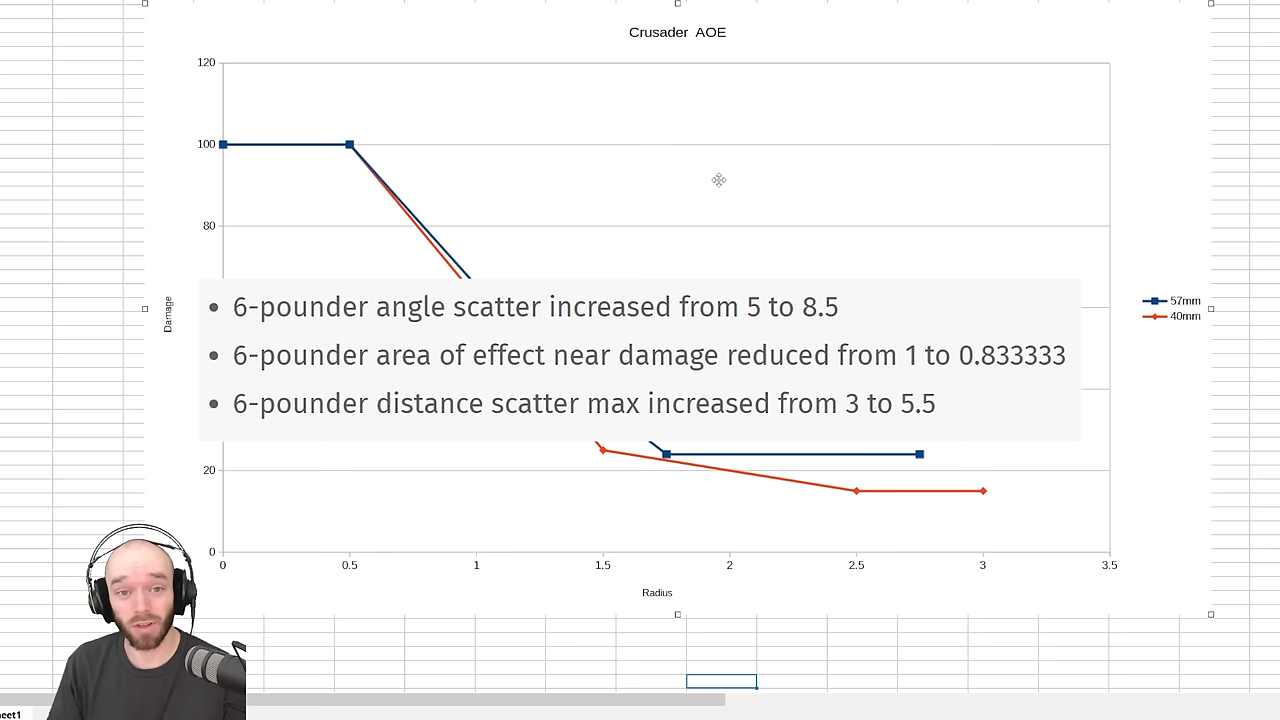 Crusader AOE
120
100
80
20
0
0
0.5
1
1.5
2
2.5
3
3.5
Damage
Radius
57mm
40mm
• 6-pounder angle scatter increased from 5 to 8.5
• 6-pounder area of effect near damage reduced from 1 to 0.833333
• 6-pounder distance scatter max increased from 3 to 5.5
eet1